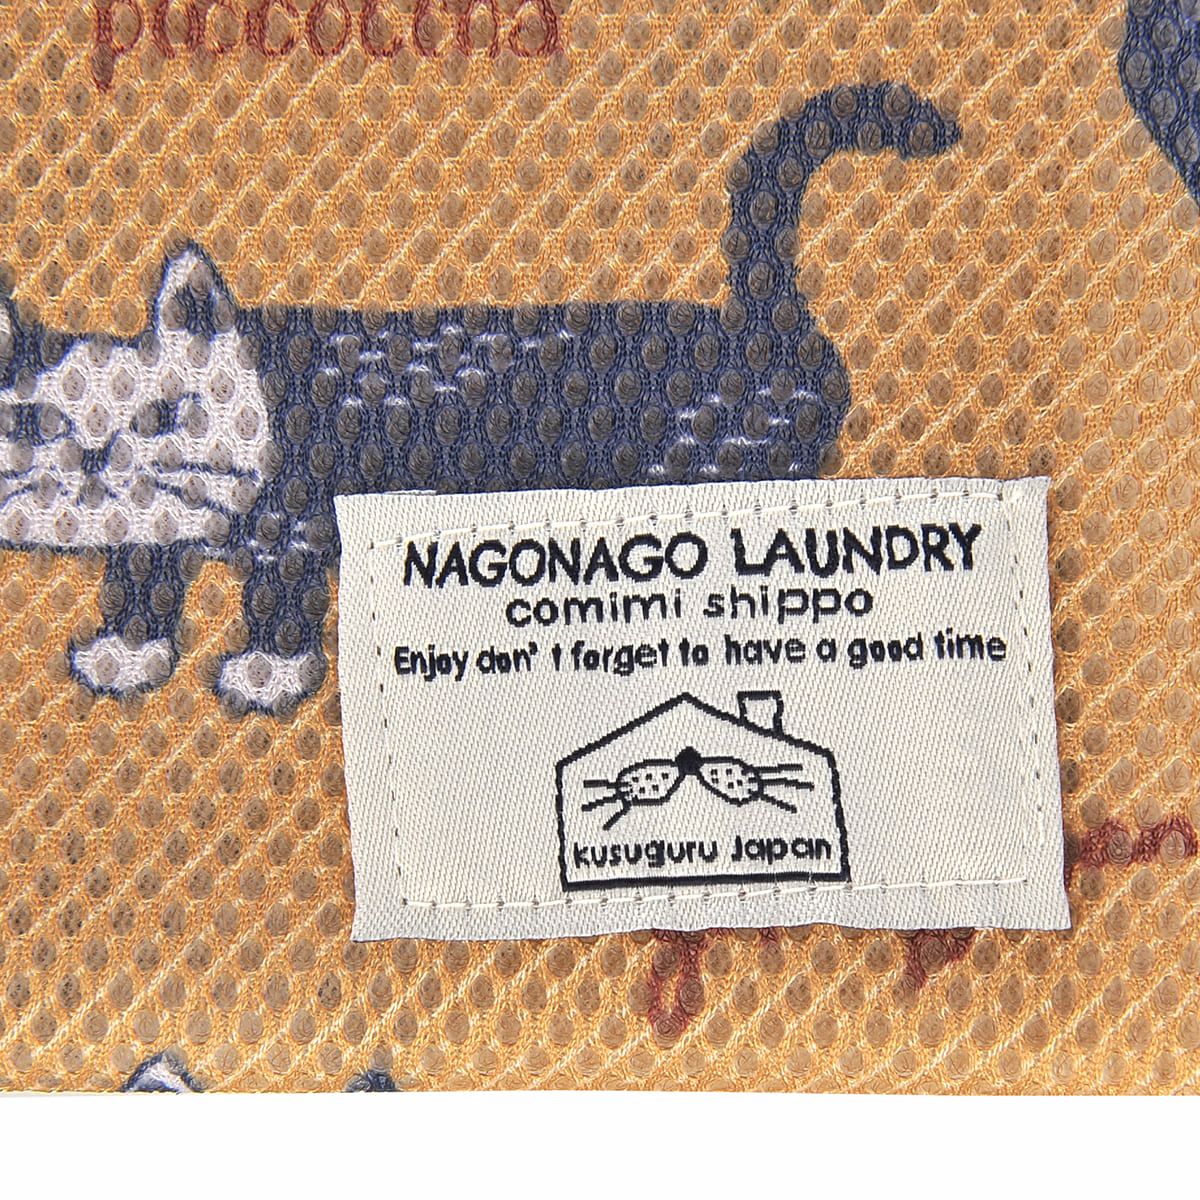 NAGONAGO LAUNDRY
comimi shippo
Enjoy don' t forget to have a good time
kusuguru Japan